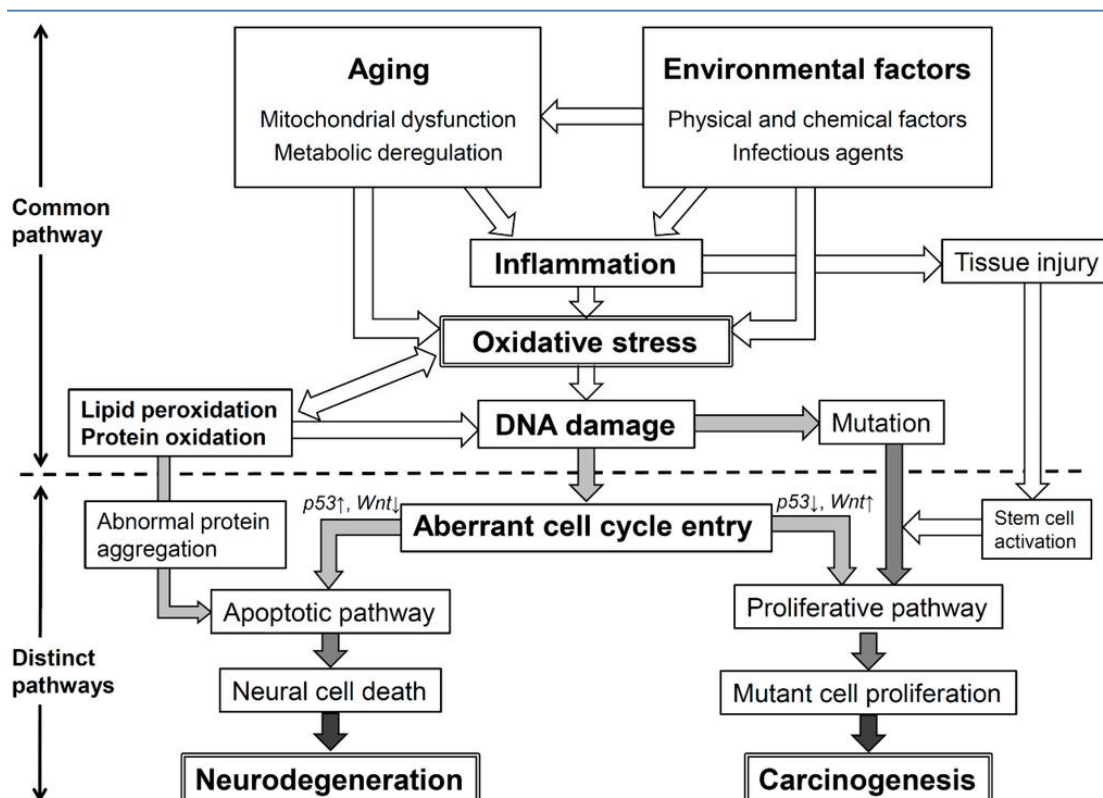 Aging
Mitochondrial dysfunction
Metabolic deregulation
Environmental factors
Physical and chemical factors
Infectious agents
Common
pathway
Inflammation
Tissue injury
Oxidative stress
Lipid peroxidation
Protein oxidation
DNA damage
Mutation
p53↑, Wnt↓
p53↓, Wnt↑
Abnormal protein
aggregation
Aberrant cell cycle entry
Stem cell
activation
Apoptotic pathway
Proliferative pathway
Distinct
pathways
Neural cell death
Mutant cell proliferation
Neurodegeneration
Carcinogenesis